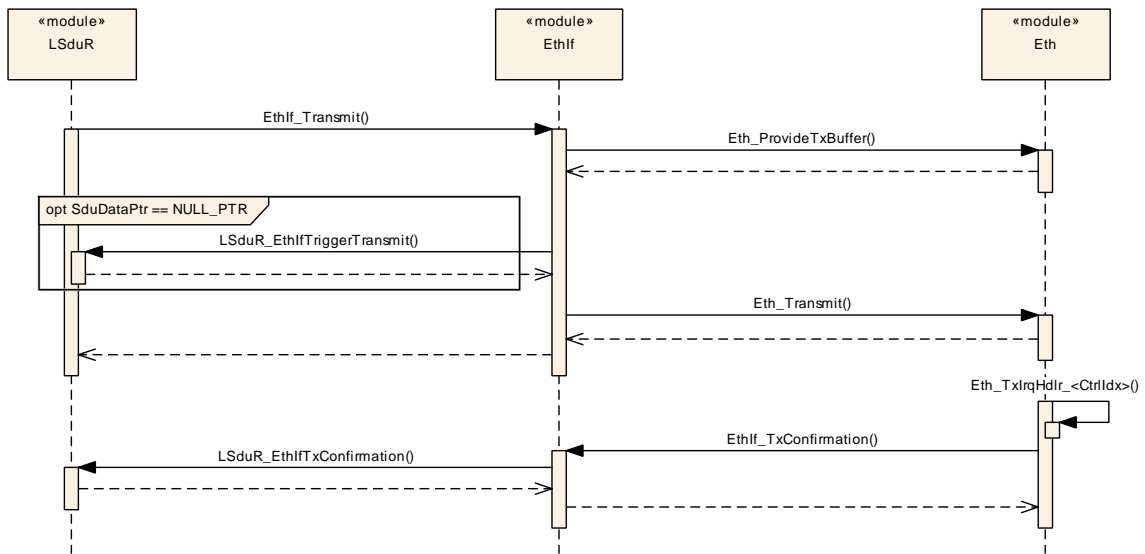 «module»
LSduR
«module»
EthIf
«module»
Eth
EthIf_Transmit()
Eth_ProvideTxBuffer()
opt SduDataPtr == NULL_PTR
LSduR_EthIfTriggerTransmit()
Eth_Transmit()
Eth_TxIrqHdlr_<CtrlIdx>()
EthIf_TxConfirmation()
LSduR_EthIfTxConfirmation()